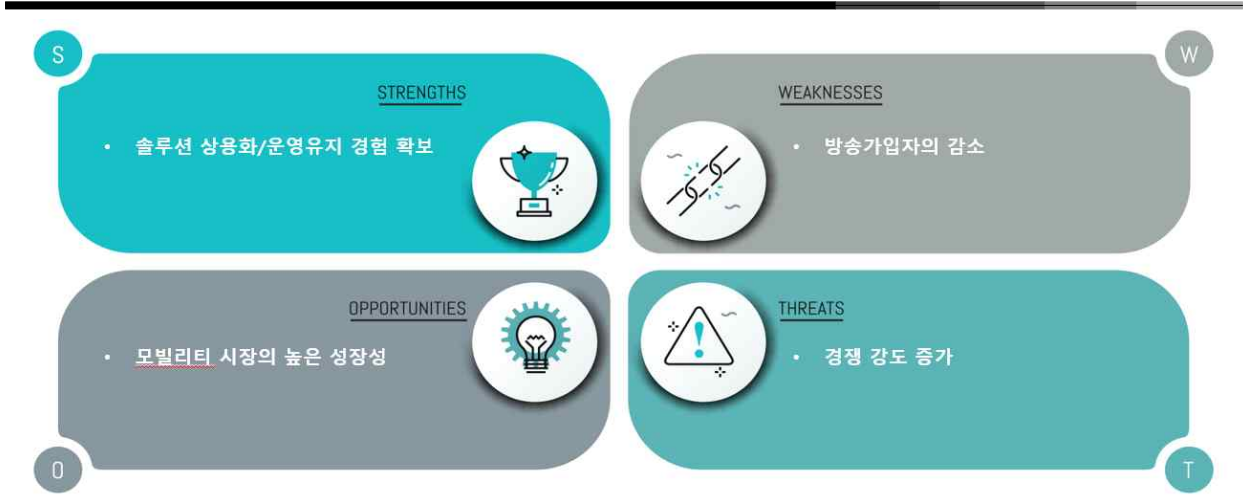 S
STRENGTHS
• 솔루션 상용화/운영유지 경험 확보
W
WEAKNESSES
• 방송가입자의 감소
OPPORTUNITIES
• 모빌리티 시장의 높은 성장성
O
THREATS
• 경쟁 강도 증가
T